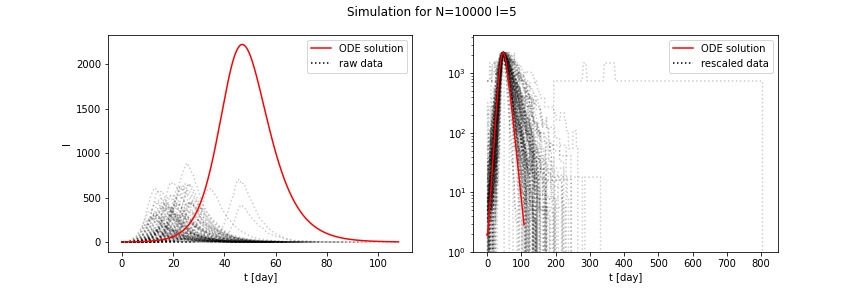 Simulation for N=10000 l=5
ODE solution
raw data
2000
1500
1000
500
0
I
0 20 40 60 80 100
t [day]
ODE solution
rescaled data
10³
10²
10¹
10⁰
0 100 200 300 400 500 600 700 800
t [day]